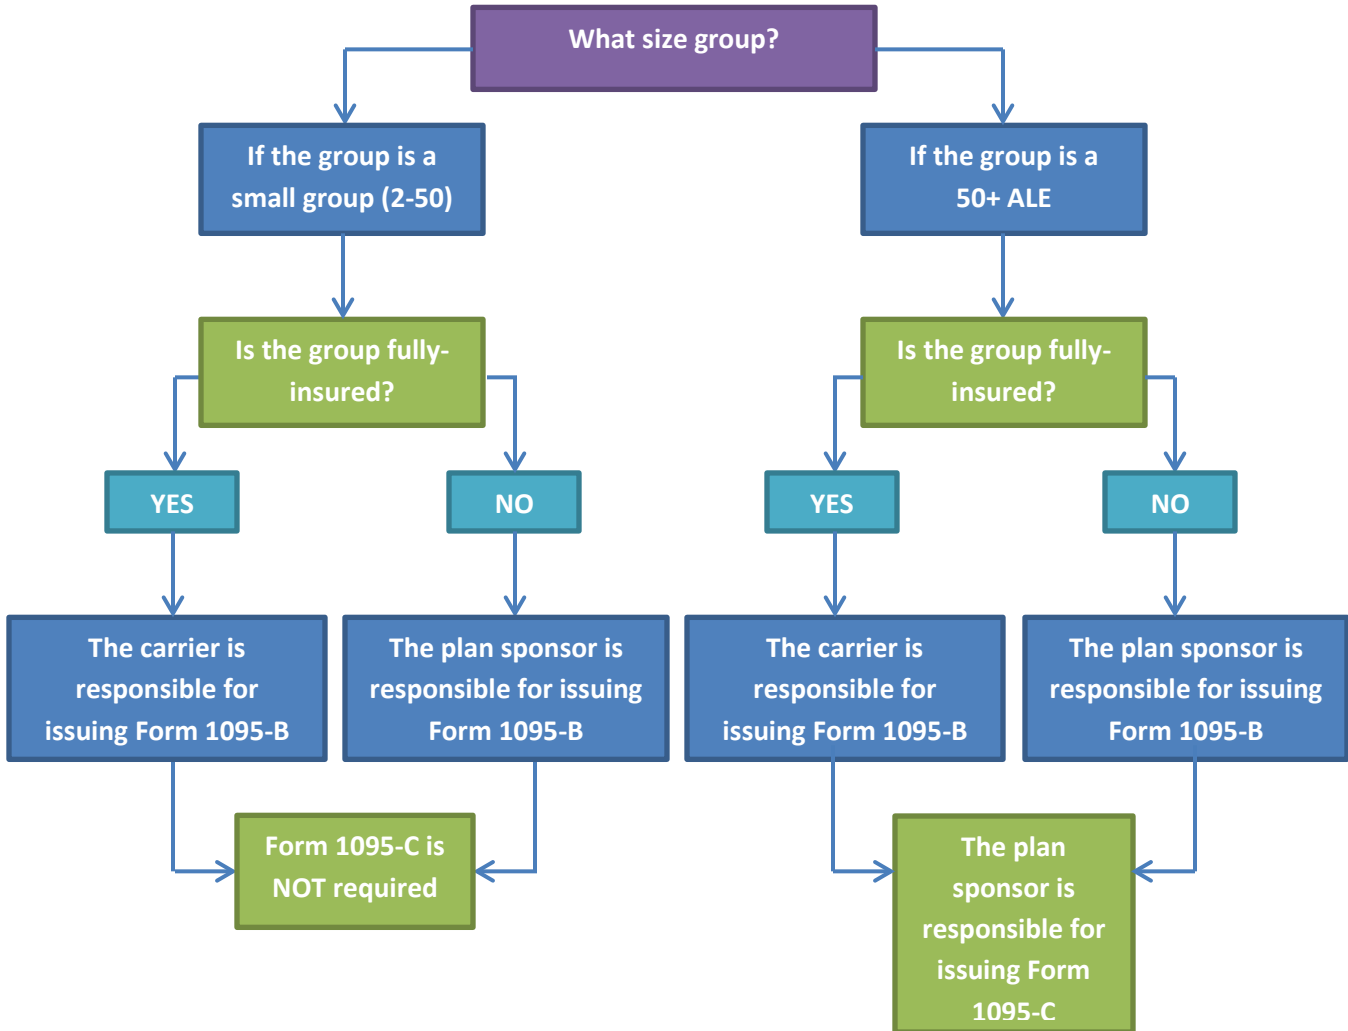 What size group?
If the group is a
small group (2-50)
If the group is a
50+ ALE
Is the group fully-
insured?
Is the group fully-
insured?
YES
NO
YES
NO
The carrier is
responsible for
issuing Form 1095-B
The plan sponsor is
responsible for issuing
Form 1095-B
The carrier is
responsible for
issuing Form 1095-B
The plan sponsor is
responsible for issuing
Form 1095-B
Form 1095-C is
NOT required
The plan
sponsor is
responsible for
issuing Form
1095-C